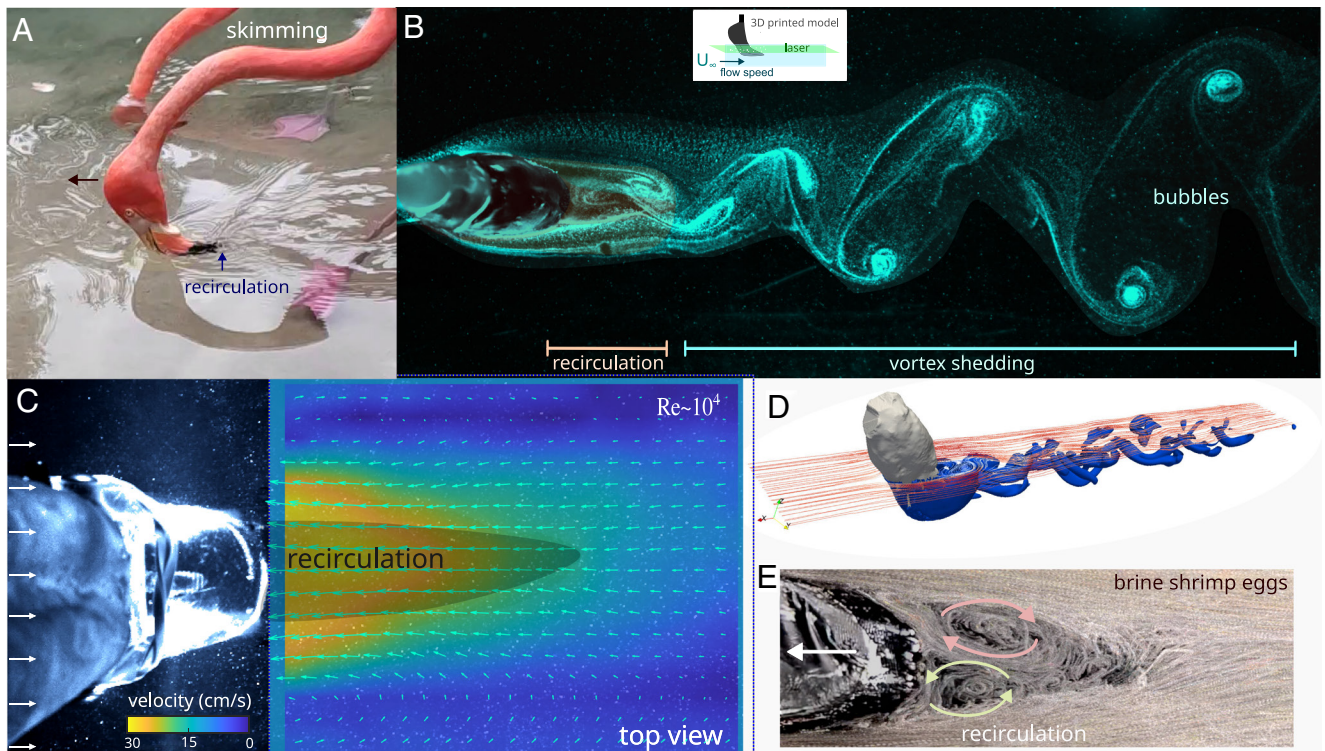 A
skimming
recirculation
B
3D printed model
laser
U∞
flow speed
bubbles
recirculation
vortex shedding
C
Re~10⁴
recirculation
velocity (cm/s)
30 15 0
top view
D
X
Y
Z
E
brine shrimp eggs
recirculation